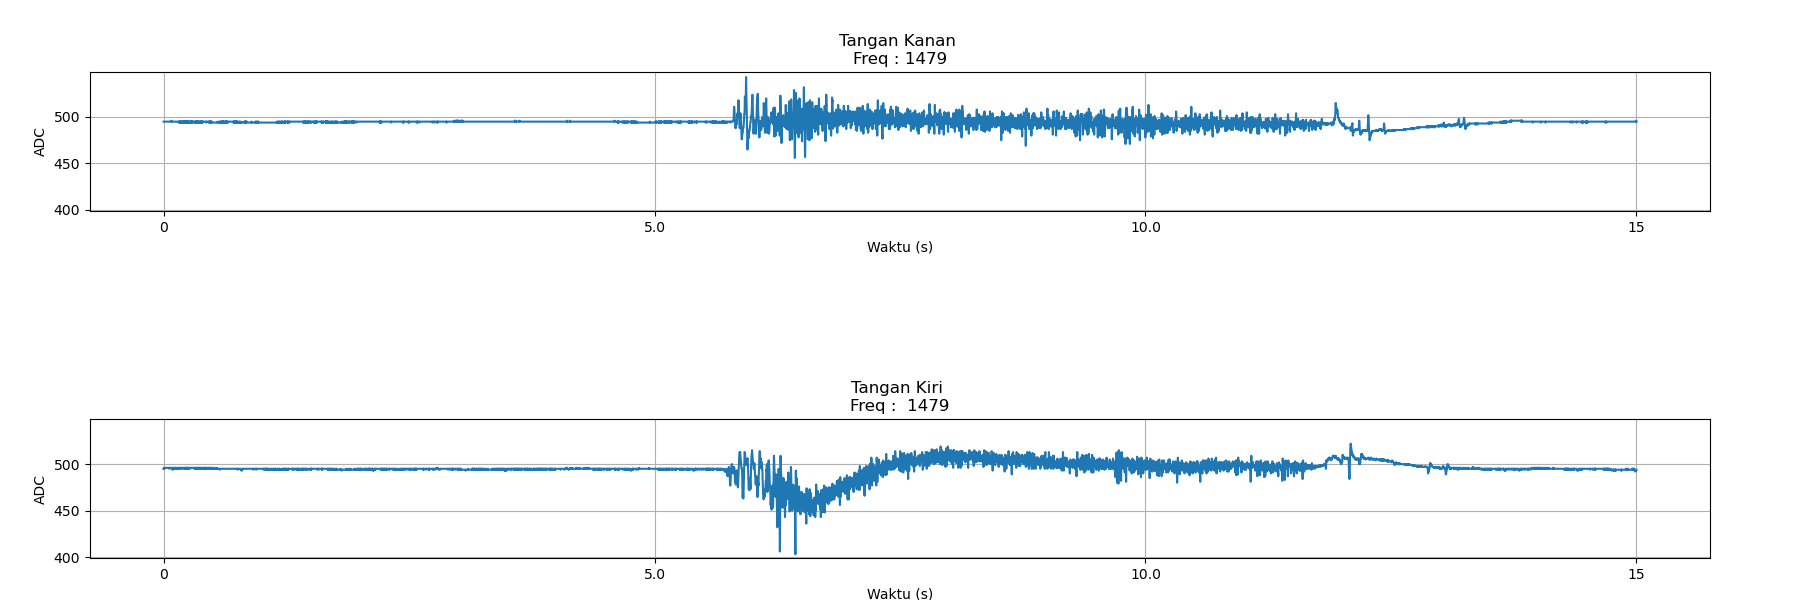 Tangan Kanan
Freq : 1479
500
450
400
ADC
0 5.0 10.0 15
Waktu (s)
Tangan Kiri
Freq :  1479
500
450
400
ADC
0 5.0 10.0 15
Waktu (s)